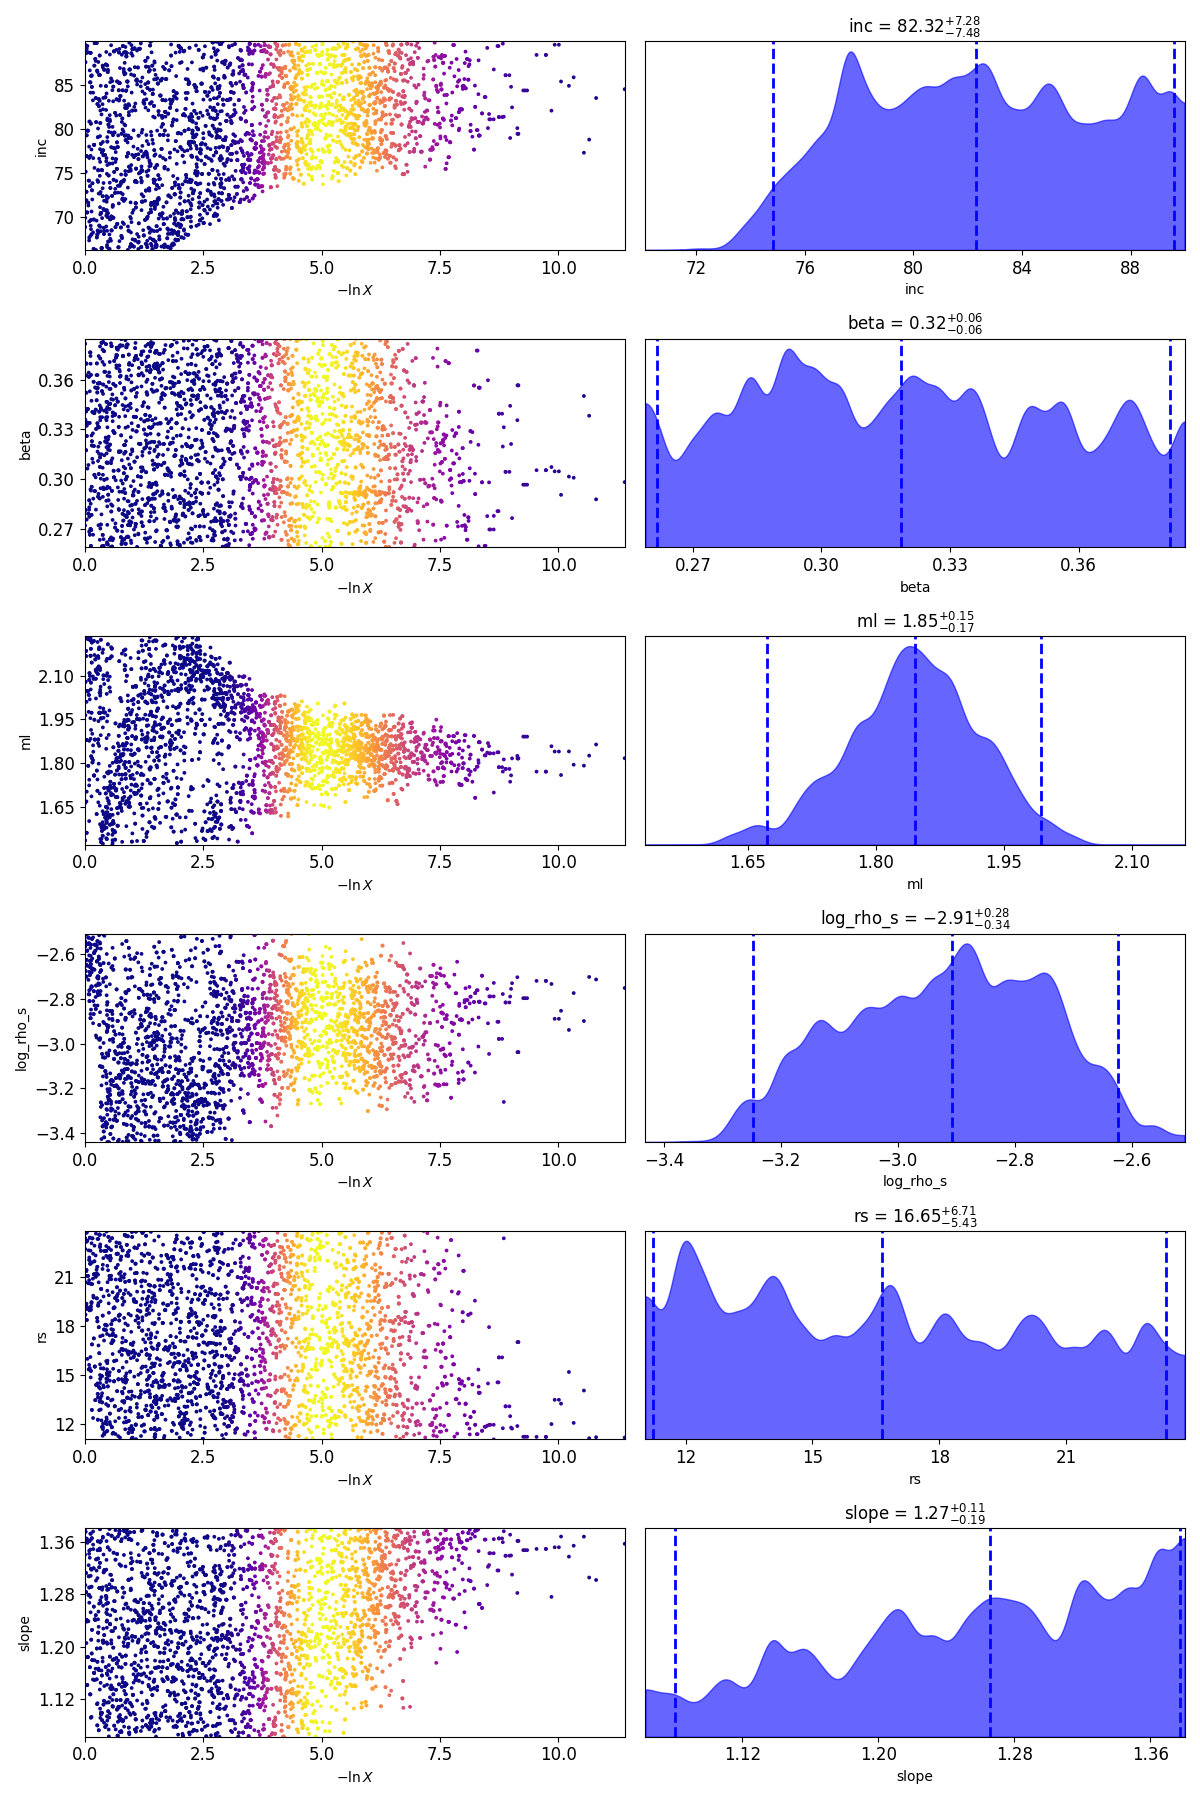 inc = 82.32+7.28−7.48
85
80
75
70
inc
0.0 2.5 5.0 7.5 10.0
−ln X
72 76 80 84 88
inc
beta = 0.32+0.06−0.06
0.36
0.33
0.30
0.27
beta
0.0 2.5 5.0 7.5 10.0
−ln X
0.27 0.30 0.33 0.36
beta
ml = 1.85+0.15−0.17
2.10
1.95
1.80
1.65
ml
0.0 2.5 5.0 7.5 10.0
−ln X
1.65 1.80 1.95 2.10
ml
log_rho_s = −2.91+0.28−0.34
−2.6
−2.8
−3.0
−3.2
−3.4
log_rho_s
0.0 2.5 5.0 7.5 10.0
−ln X
−3.4 −3.2 −3.0 −2.8 −2.6
log_rho_s
rs = 16.65+6.71−5.43
21
18
15
12
rs
0.0 2.5 5.0 7.5 10.0
−ln X
12 15 18 21
rs
slope = 1.27+0.11−0.19
1.36
1.28
1.20
1.12
slope
0.0 2.5 5.0 7.5 10.0
−ln X
1.12 1.20 1.28 1.36
slope